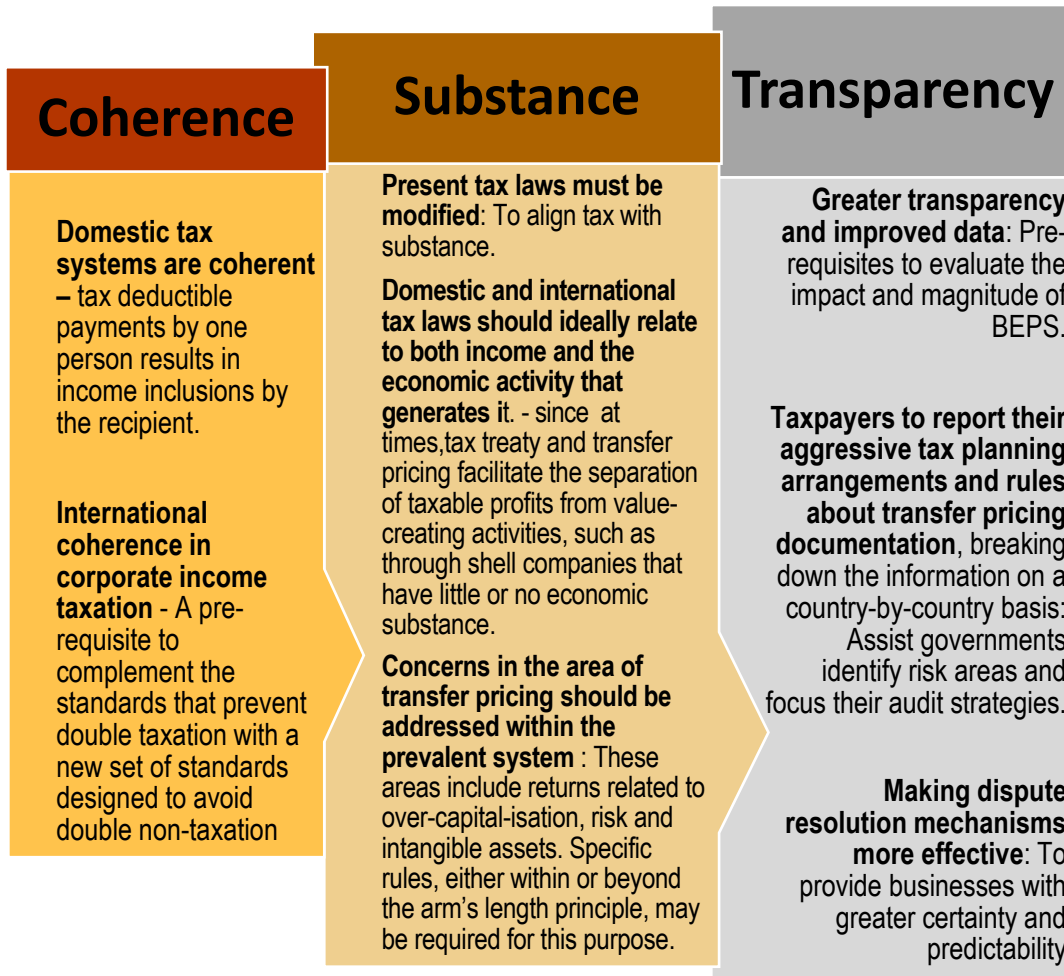 Coherence
Domestic tax
systems are coherent
– tax deductible
payments by one
person results in
income inclusions by
the recipient.
International
coherence in
corporate income
taxation - A pre-
requisite to
complement the
standards that prevent
double taxation with a
new set of standards
designed to avoid
double non-taxation
Substance
Present tax laws must be
modified: To align tax with
substance.
Domestic and international
tax laws should ideally relate
to both income and the
economic activity that
generates it. - since at
times,tax treaty and transfer
pricing facilitate the separation
of taxable profits from value-
creating activities, such as
through shell companies that
have little or no economic
substance.
Concerns in the area of
transfer pricing should be
addressed within the
prevalent system : These
areas include returns related to
over-capital-isation, risk and
intangible assets. Specific
rules, either within or beyond
the arm’s length principle, may
be required for this purpose.
Transparency
Greater transparency
and improved data: Pre-
requisites to evaluate the
impact and magnitude of
BEPS.
Taxpayers to report their
aggressive tax planning
arrangements and rules
about transfer pricing
documentation, breaking
down the information on a
country-by-country basis:
Assist governments
identify risk areas and
focus their audit strategies.
Making dispute
resolution mechanisms
more effective: To
provide businesses with
greater certainty and
predictability